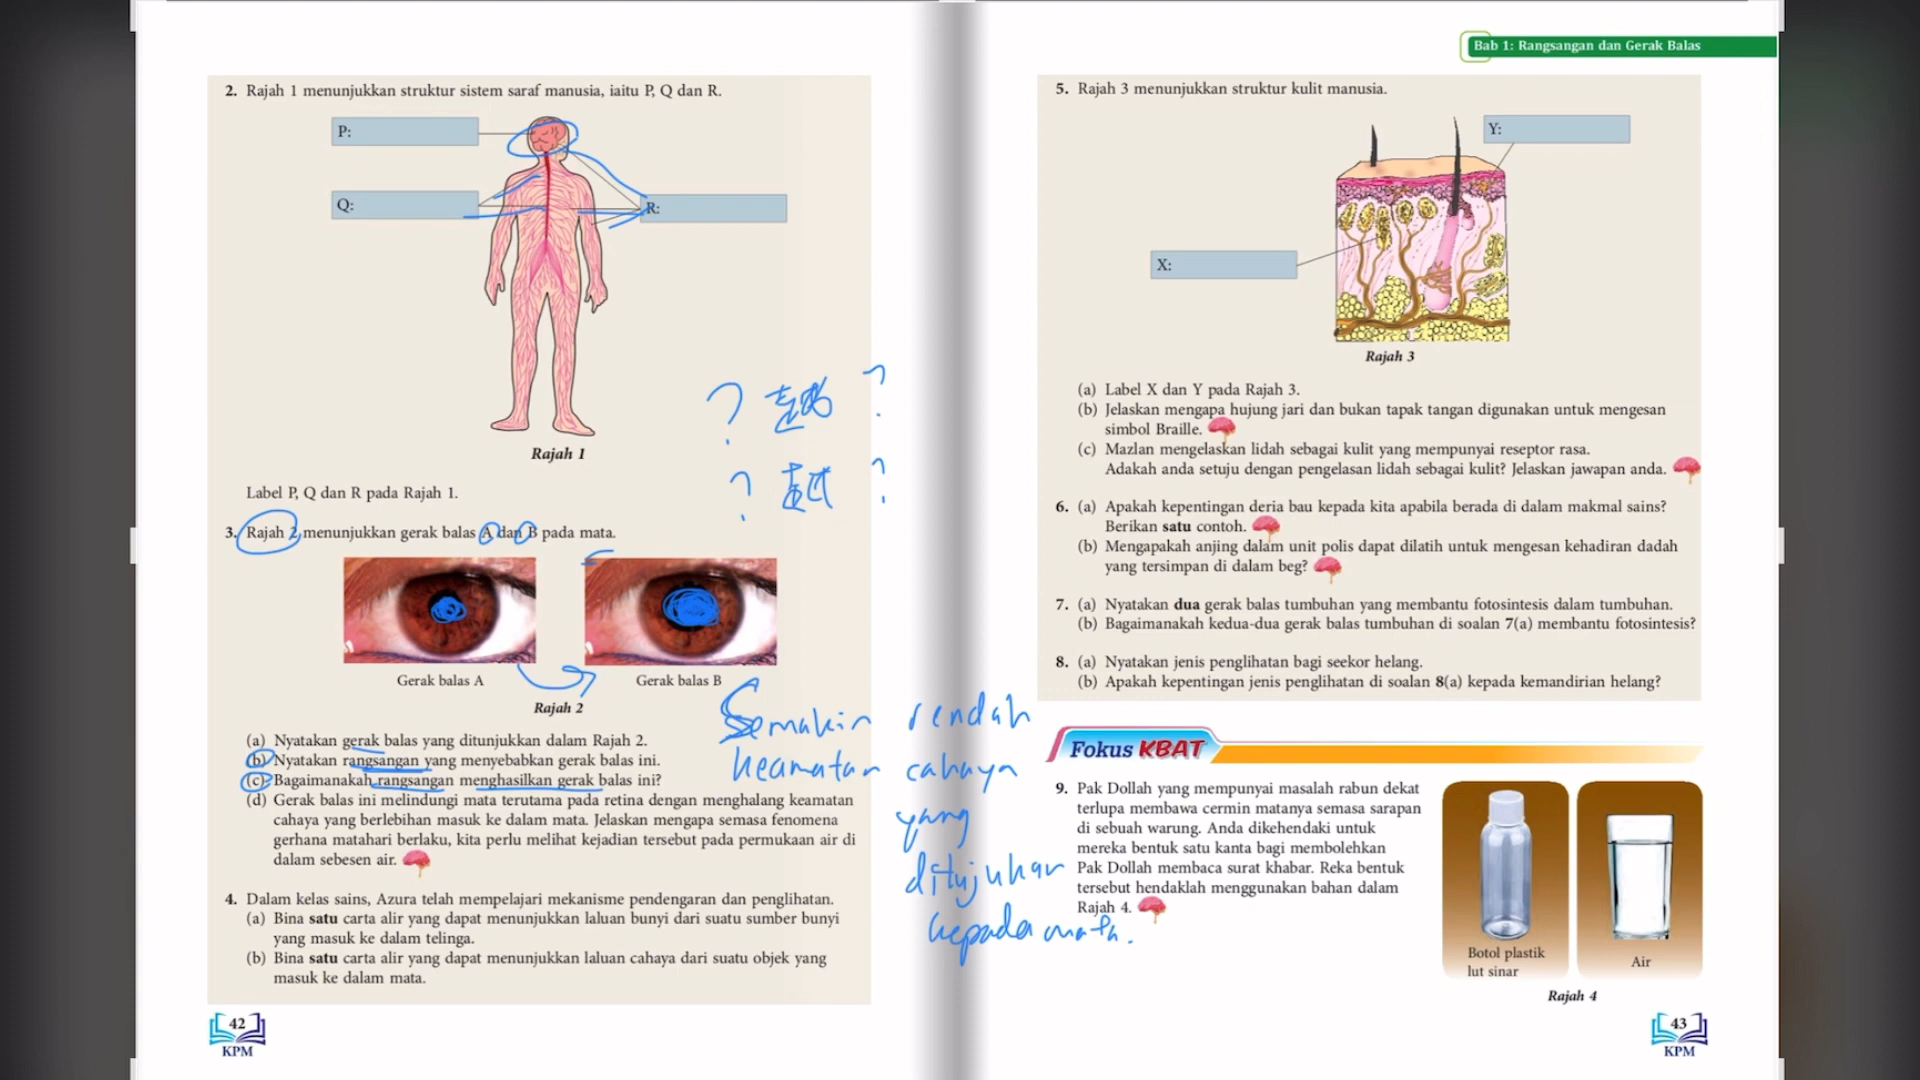 2. Rajah 1 menunjukkan struktur sistem saraf manusia, iaitu P, Q dan R.
P:
Q:
R:
Rajah 1
? 越 ?
? 越 ?
Label P, Q dan R pada Rajah 1.
3. Rajah 2 menunjukkan gerak balas A dan B pada mata.
Gerak balas A
Gerak balas B
Rajah 2
(a) Nyatakan gerak balas yang ditunjukkan dalam Rajah 2.
(b) Nyatakan rangsangan yang menyebabkan gerak balas ini.
(c) Bagaimanakah rangsangan menghasilkan gerak balas ini?
(d) Gerak balas ini melindungi mata terutama pada retina dengan menghalang keamatan
cahaya yang berlebihan masuk ke dalam mata. Jelaskan mengapa semasa fenomena
gerhana matahari berlaku, kita perlu melihat kejadian tersebut pada permukaan air di
dalam sebesen air.
Semakin rendah
keamatan cahaya
yang
ditujukan
kepada mata.
4. Dalam kelas sains, Azura telah mempelajari mekanisme pendengaran dan penglihatan.
(a) Bina satu carta alir yang dapat menunjukkan laluan bunyi dari suatu sumber bunyi
yang masuk ke dalam telinga.
(b) Bina satu carta alir yang dapat menunjukkan laluan cahaya dari suatu objek yang
masuk ke dalam mata.
42
KPM
Bab 1: Rangsangan dan Gerak Balas
5. Rajah 3 menunjukkan struktur kulit manusia.
Y:
X:
Rajah 3
(a) Label X dan Y pada Rajah 3.
(b) Jelaskan mengapa hujung jari dan bukan tapak tangan digunakan untuk mengesan
simbol Braille.
(c) Mazlan mengelaskan lidah sebagai kulit yang mempunyai reseptor rasa.
Adakah anda setuju dengan pengelasan lidah sebagai kulit? Jelaskan jawapan anda.
6. (a) Apakah kepentingan deria bau kepada kita apabila berada di dalam makmal sains?
Berikan satu contoh.
(b) Mengapakah anjing dalam unit polis dapat dilatih untuk mengesan kehadiran dadah
yang tersimpan di dalam beg?
7. (a) Nyatakan dua gerak balas tumbuhan yang membantu fotosintesis dalam tumbuhan.
(b) Bagaimanakah kedua-dua gerak balas tumbuhan di soalan 7(a) membantu fotosintesis?
8. (a) Nyatakan jenis penglihatan bagi seekor helang.
(b) Apakah kepentingan jenis penglihatan di soalan 8(a) kepada kemandirian helang?
Fokus KBAT
9. Pak Dollah yang mempunyai masalah rabun dekat
terlupa membawa cermin matanya semasa sarapan
di sebuah warung. Anda dikehendaki untuk
mereka bentuk satu kanta bagi membolehkan
Pak Dollah membaca surat khabar. Reka bentuk
tersebut hendaklah menggunakan bahan dalam
Rajah 4.
Botol plastik
lut sinar
Air
Rajah 4
43
KPM